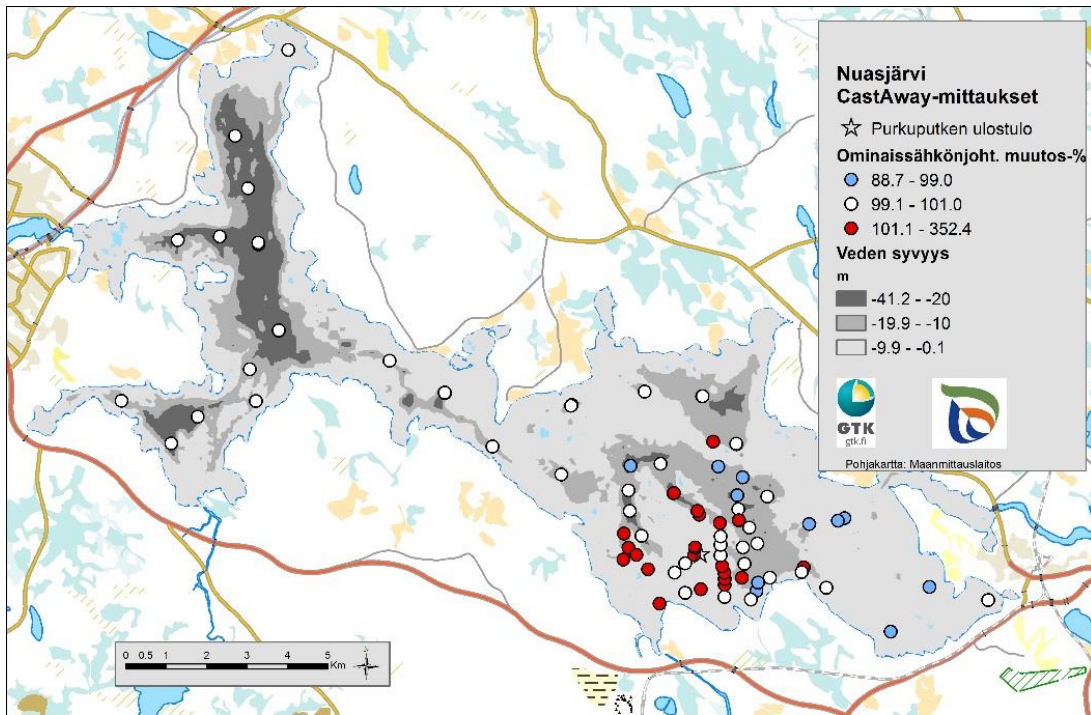 Nuasjärvi
CastAway-mittaukset
Purkuputken ulostulo
Ominaissähkönjoht. muutos-%
88.7 - 99.0
99.1 - 101.0
101.1 - 352.4
Veden syvyys
m
-41.2 - -20
-19.9 - -10
-9.9 - -0.1
GTK
gtk.fi
Pohjakartta: Maanmittauslaitos
0 0.5 1 2 3 4 5
Km